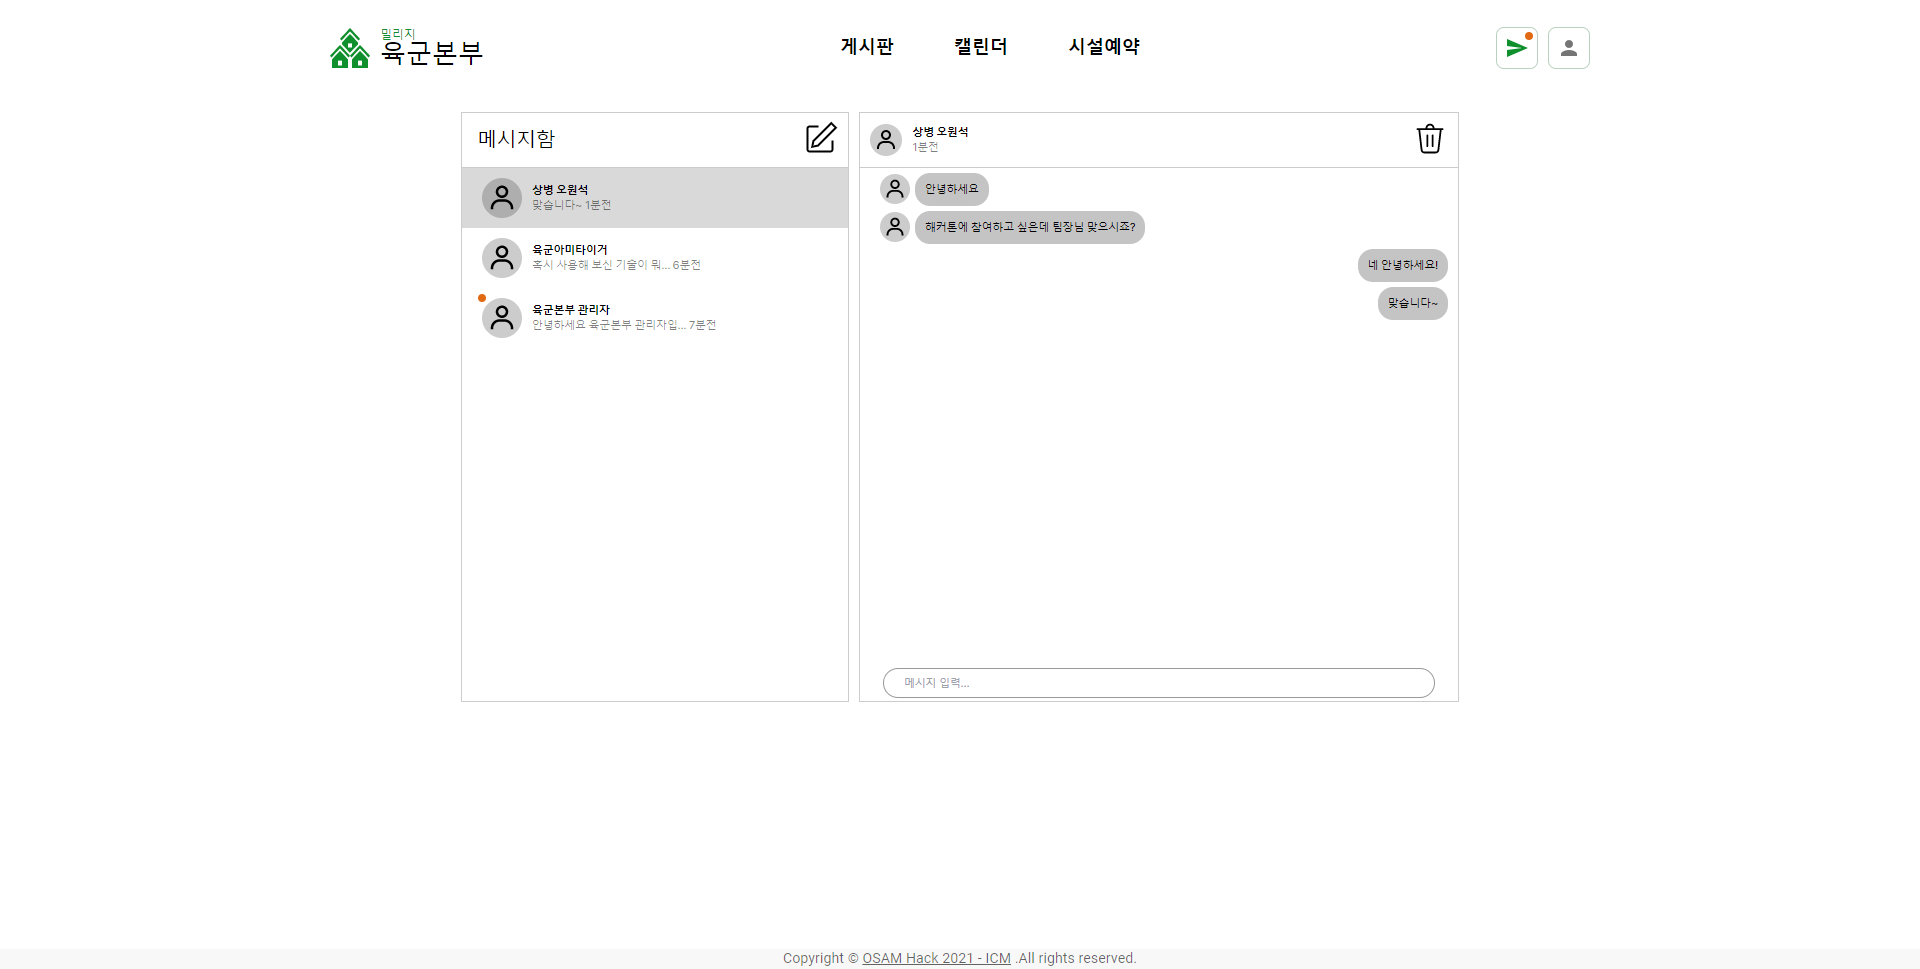 밀리지
육군본부
게시판
캘린더
시설예약
메시지함
상병 오원석
맞습니다~ 1분전
육군아미타이거
혹시 사용해 보신 기술이 뭐... 6분전
육군본부 관리자
안녕하세요 육군본부 관리자입... 7분전
상병 오원석
1분전
안녕하세요
해커톤에 참여하고 싶은데 팀장님 맞으시죠?
네 안녕하세요!
맞습니다~
메시지 입력...
Copyright © OSAM Hack 2021 - ICM .All rights reserved.